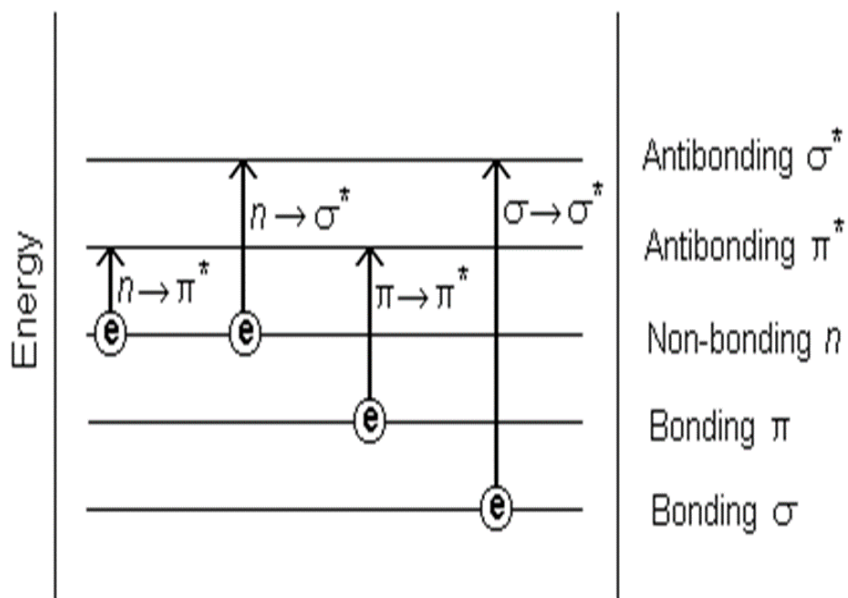 Energy
Antibonding σ*
n→σ*
σ→σ*
Antibonding π*
n→π*
π→π*
e
e
Non-bonding n
e
Bonding π
e
Bonding σ